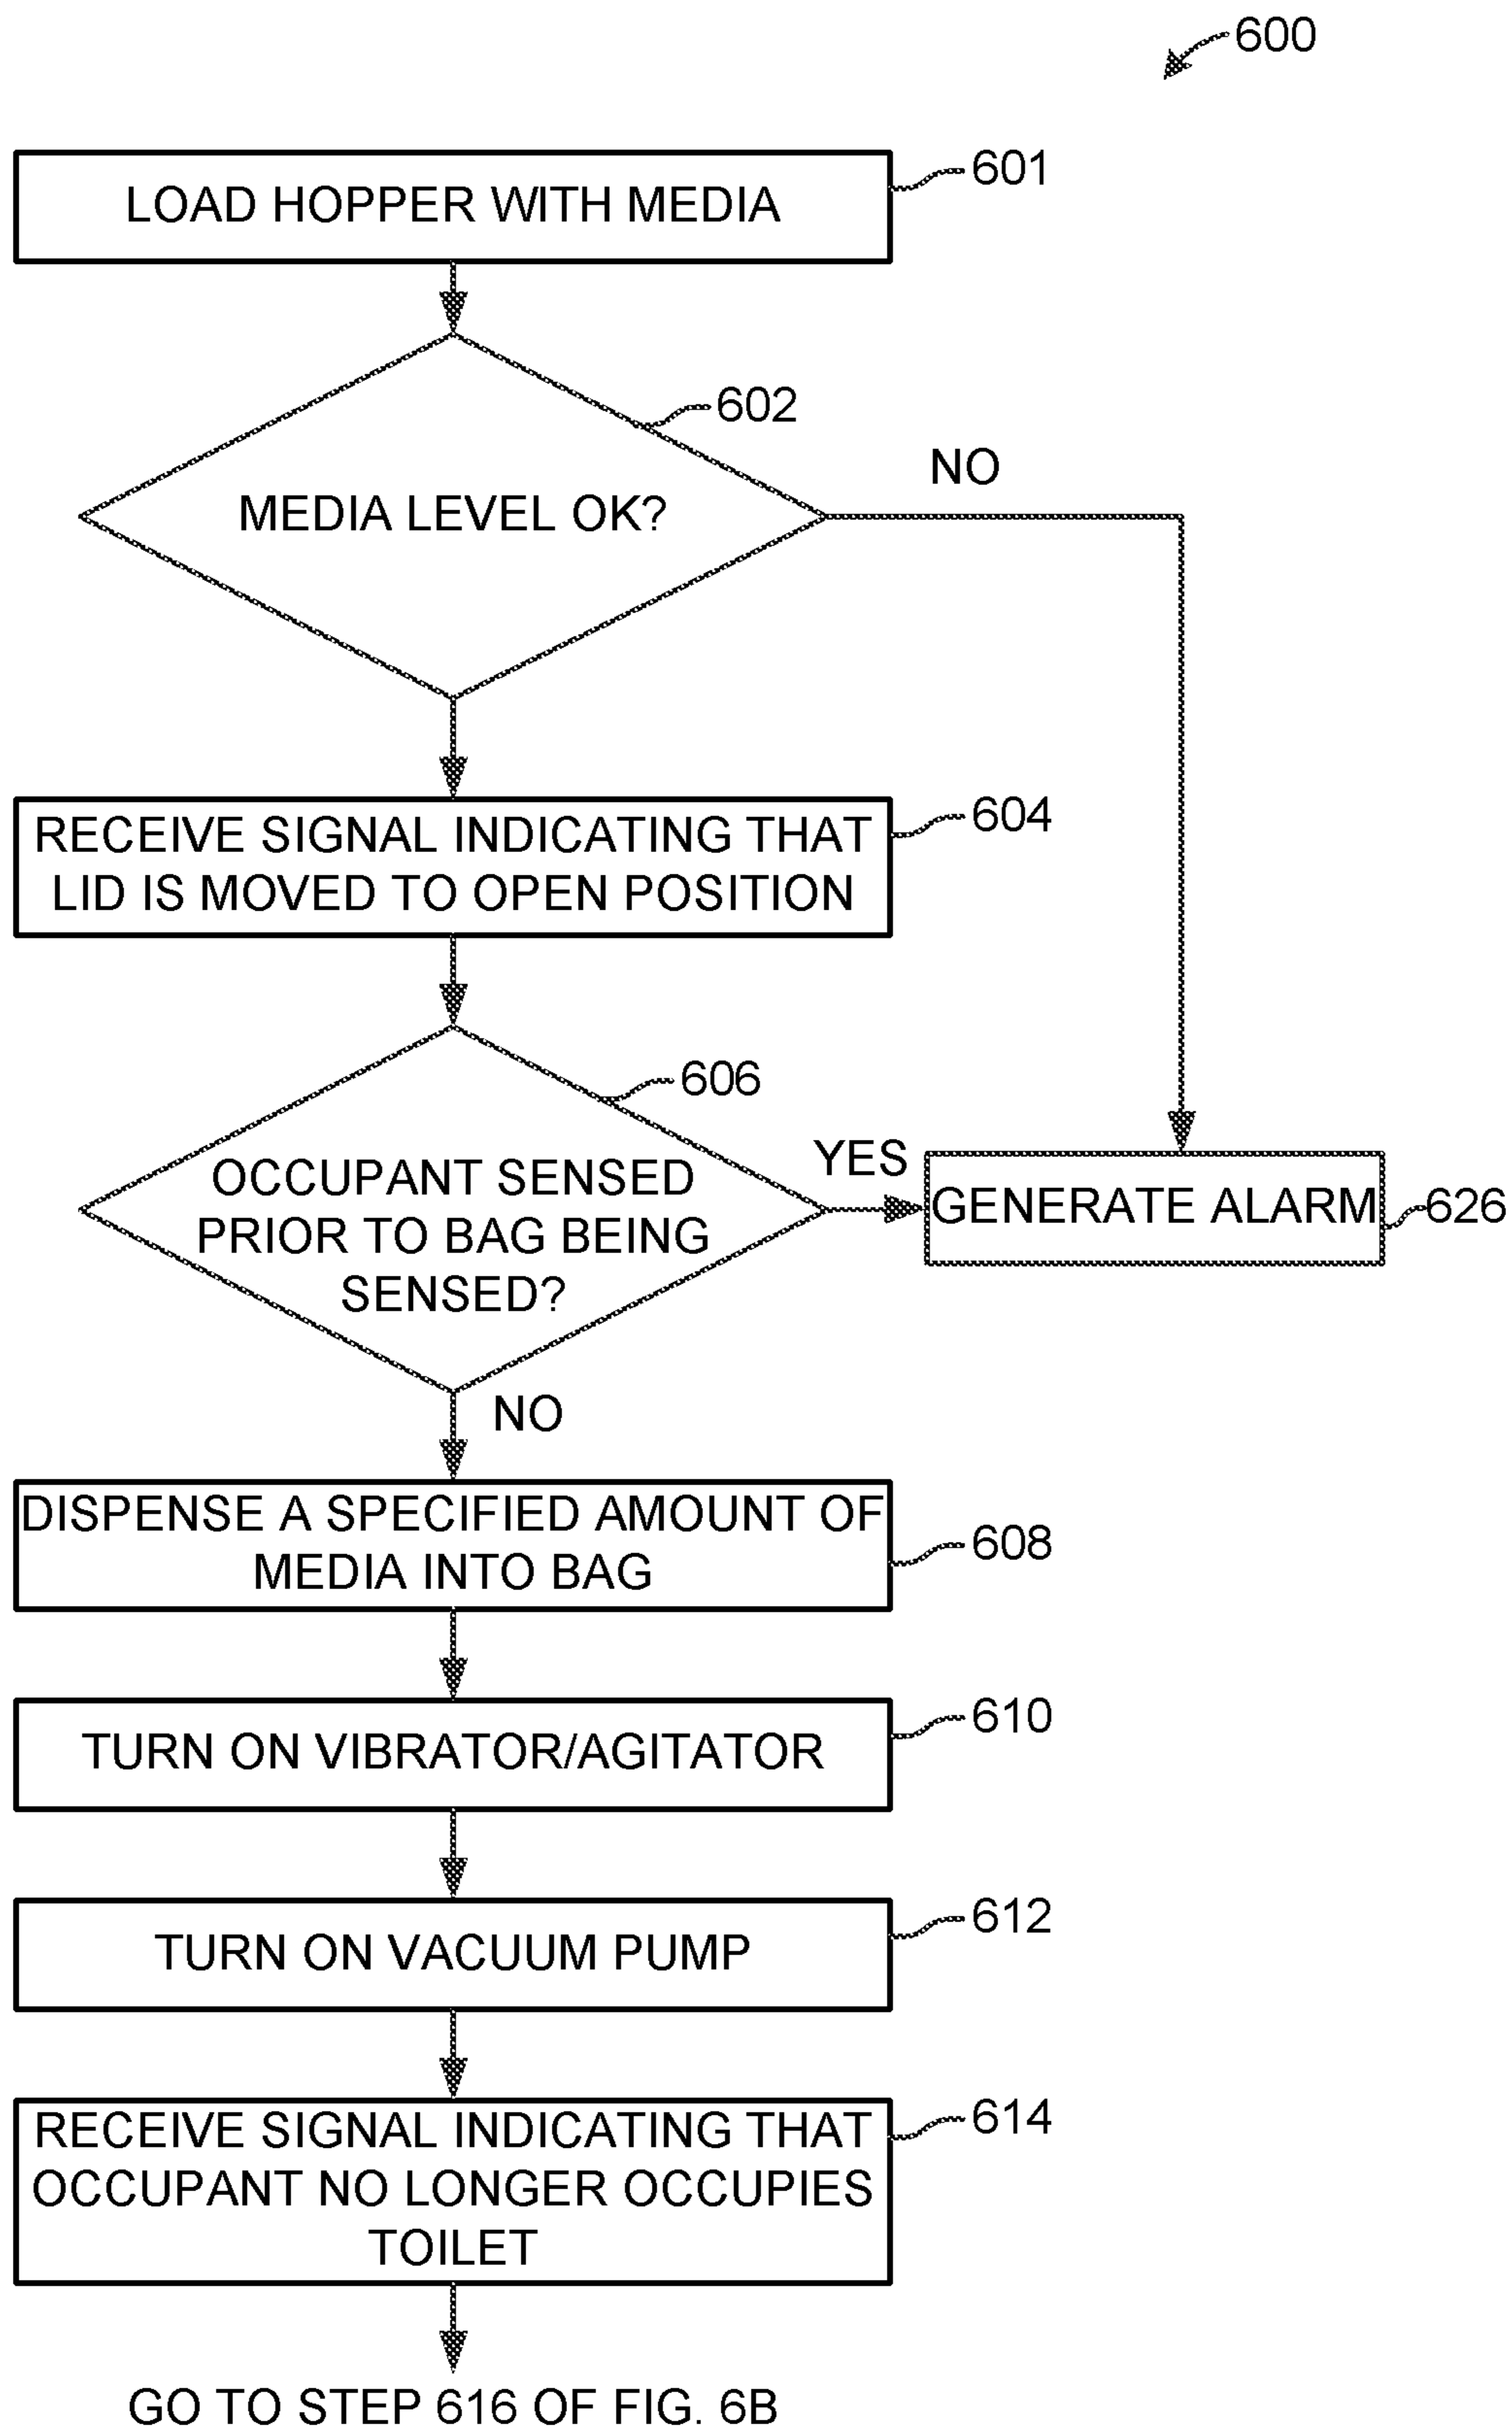 600
LOAD HOPPER WITH MEDIA
601
602
NO
MEDIA LEVEL OK?
RECEIVE SIGNAL INDICATING THAT
LID IS MOVED TO OPEN POSITION
604
606
OCCUPANT SENSED
PRIOR TO BAG BEING
SENSED?
YES
GENERATE ALARM
626
NO
DISPENSE A SPECIFIED AMOUNT OF
MEDIA INTO BAG
608
TURN ON VIBRATOR/AGITATOR
610
TURN ON VACUUM PUMP
612
RECEIVE SIGNAL INDICATING THAT
OCCUPANT NO LONGER OCCUPIES
TOILET
614
GO TO STEP 616 OF FIG. 6B